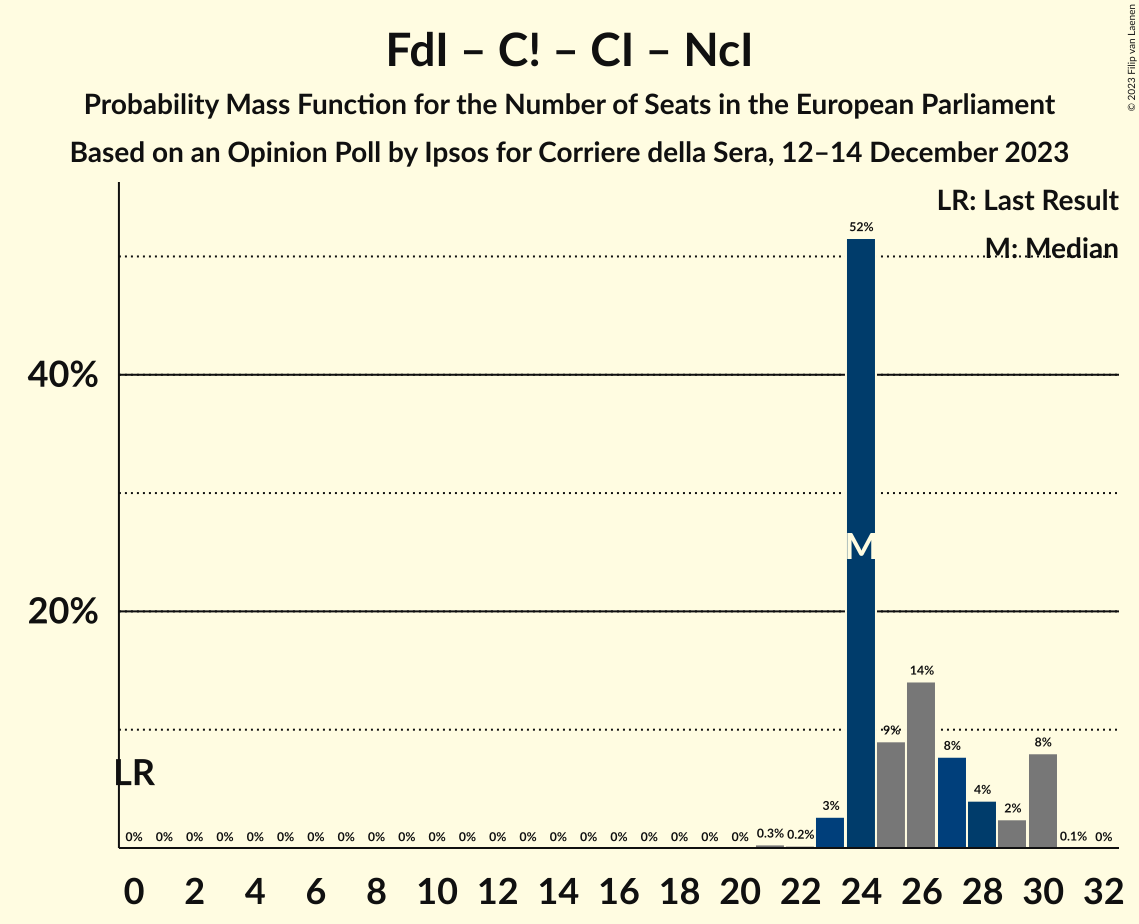 FdI – C! – CI – NcI
Probability Mass Function for the Number of Seats in the European Parliament
Based on an Opinion Poll by Ipsos for Corriere della Sera, 12–14 December 2023
© 2023 Filip van Laenen
LR: Last Result
M: Median
52%
40%
M
20%
14%
9%
8%
8%
LR
4%
3%
2%
0% 0% 0% 0% 0% 0% 0% 0% 0% 0% 0% 0% 0% 0% 0% 0% 0% 0% 0% 0% 0% 0.3% 0.2% 0.1% 0%
0 2 4 6 8 10 12 14 16 18 20 22 24 26 28 30 32